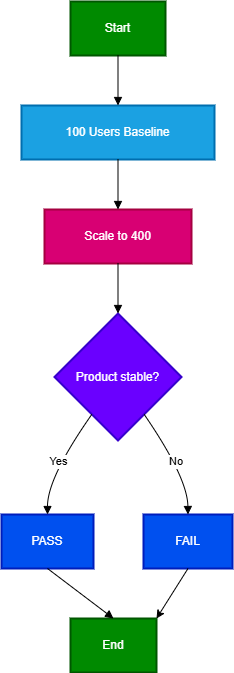 Start
100 Users Baseline
Scale to 400
Product stable?
Yes
No
PASS
FAIL
End